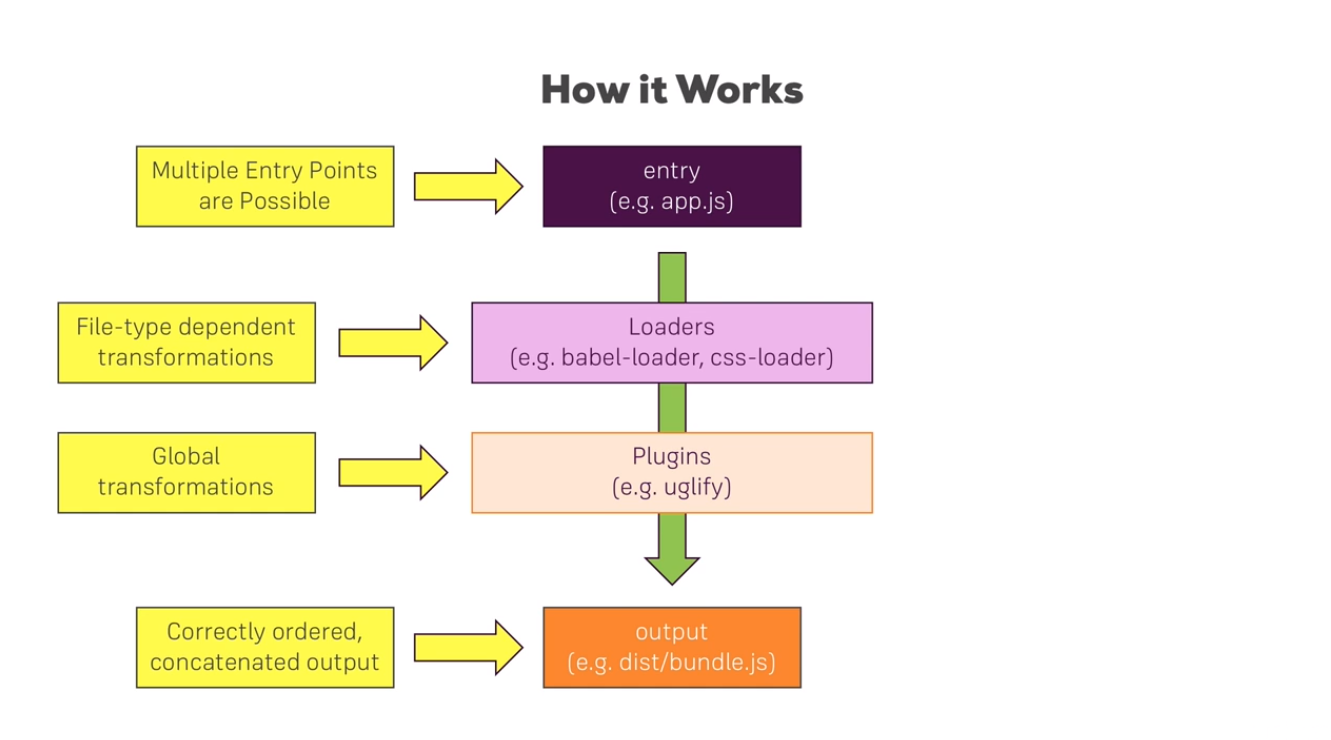 How it Works
Multiple Entry Points
are Possible
entry
(e.g. app.js)
File-type dependent
transformations
Loaders
(e.g. babel-loader, css-loader)
Global
transformations
Plugins
(e.g. uglify)
Correctly ordered,
concatenated output
output
(e.g. dist/bundle.js)